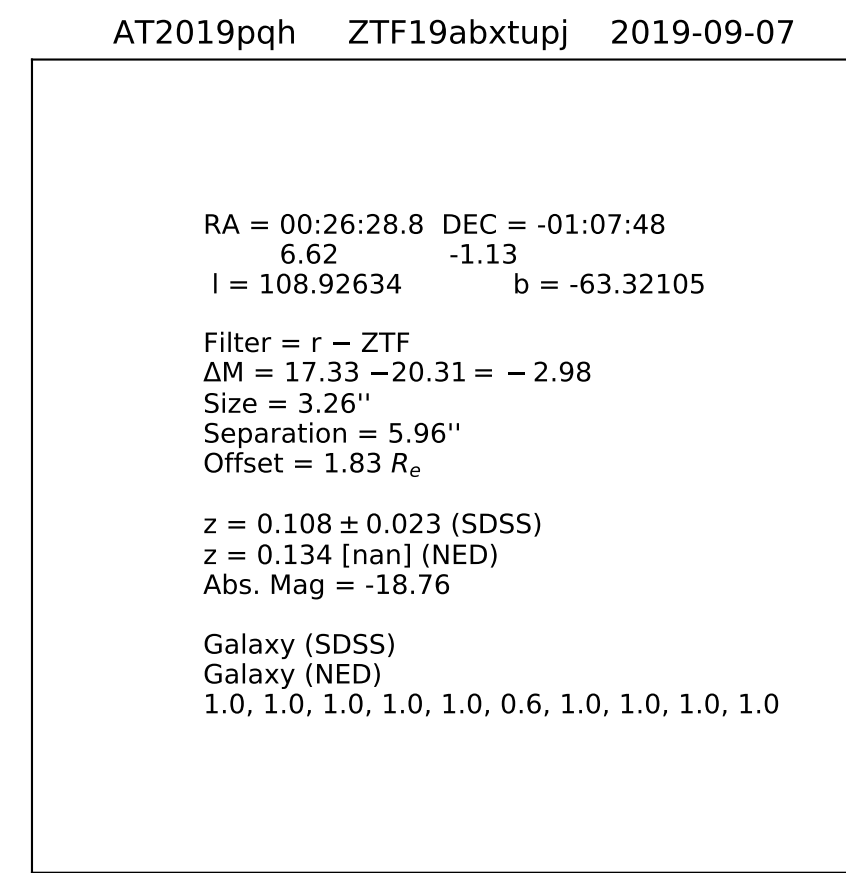 AT2019pqh ZTF19abxtupj 2019-09-07
RA = 00:26:28.8 DEC = -01:07:48
6.62 -1.13
l = 108.92634 b = -63.32105
Filter = r − ZTF
ΔM = 17.33 −20.31 = − 2.98
Size = 3.26''
Separation = 5.96''
Offset = 1.83 Rₑ
z = 0.108 ± 0.023 (SDSS)
z = 0.134 [nan] (NED)
Abs. Mag = -18.76
Galaxy (SDSS)
Galaxy (NED)
1.0, 1.0, 1.0, 1.0, 1.0, 0.6, 1.0, 1.0, 1.0, 1.0